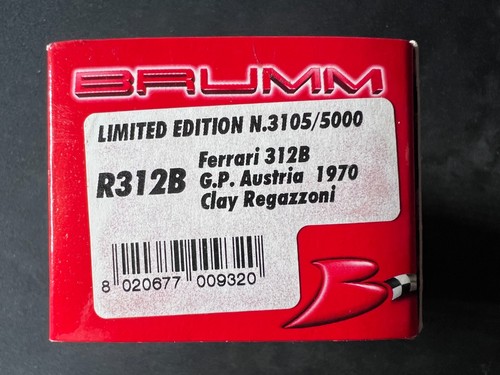 BRUMM
LIMITED EDITION N.3105/5000
R312B
Ferrari 312B
G.P. Austria 1970
Clay Regazzoni
8 020677 009320
B